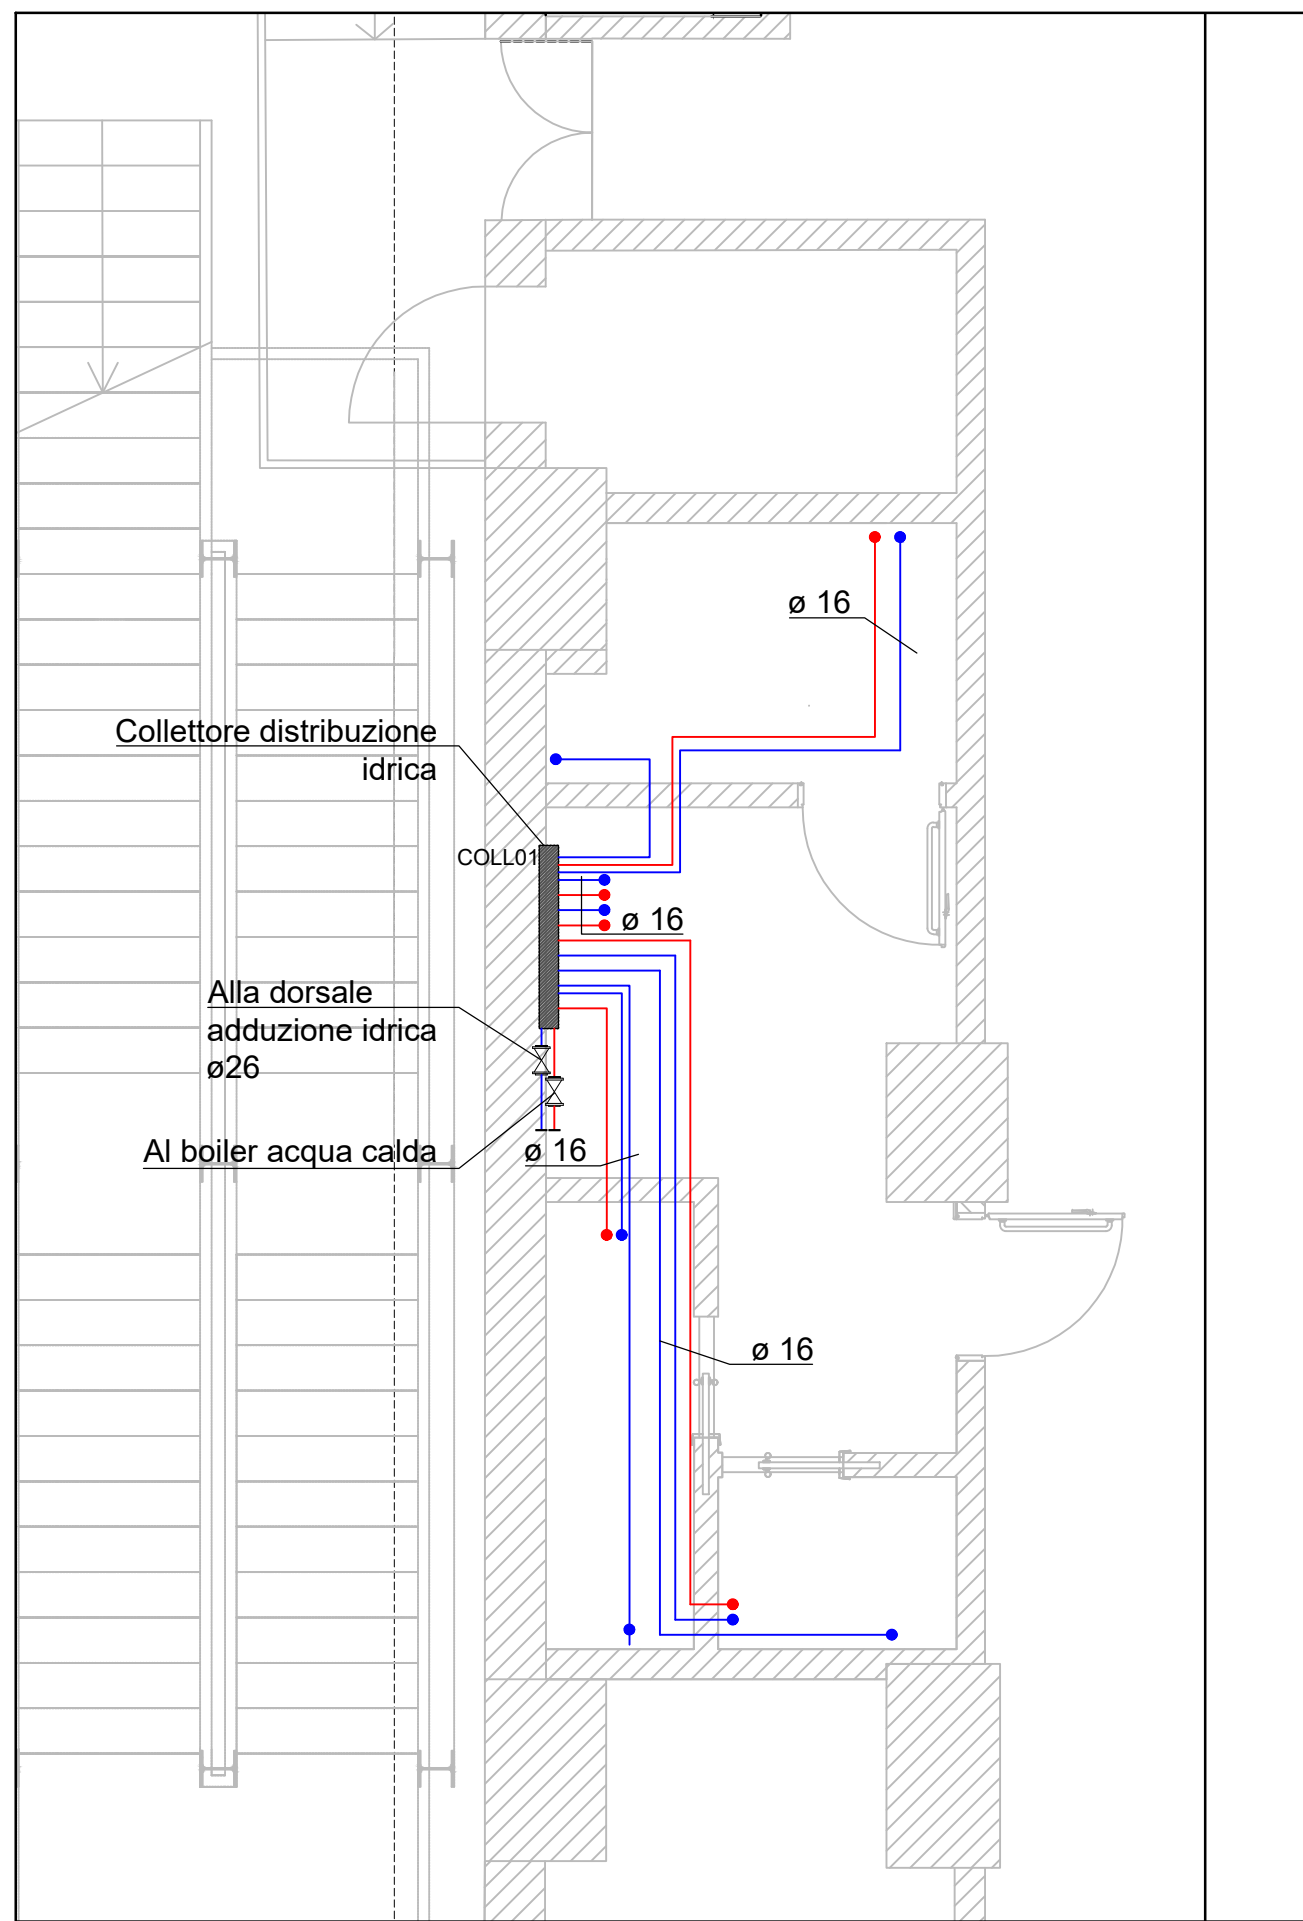 ø 16
Collettore distribuzione
idrica
COLL01
ø 16
Alla dorsale
adduzione idrica
ø26
Al boiler acqua calda
ø 16
ø 16